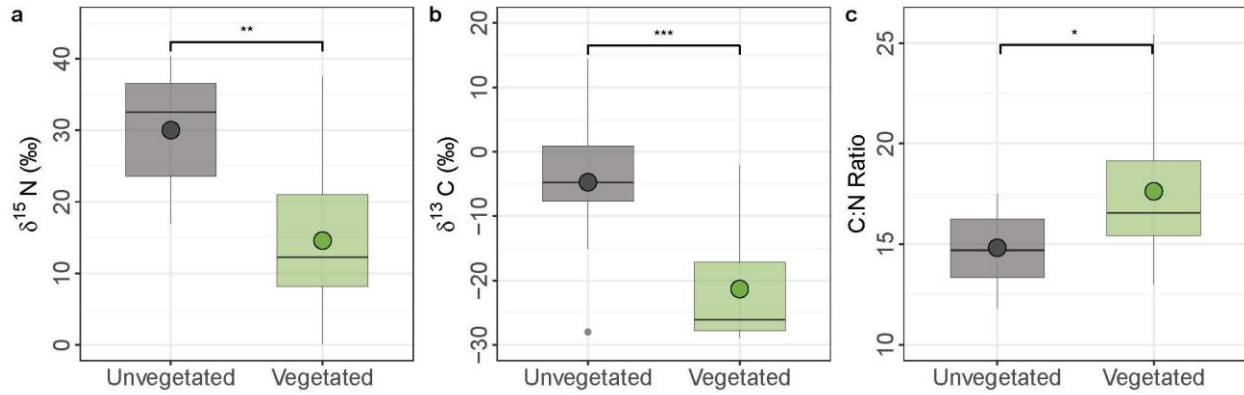 a
**
δ15 N (‰)
40
30
20
10
0
Unvegetated
Vegetated
b
***
δ13 C (‰)
20
10
0
−10
−20
−30
Unvegetated
Vegetated
c
*
C:N Ratio
25
20
15
10
Unvegetated
Vegetated